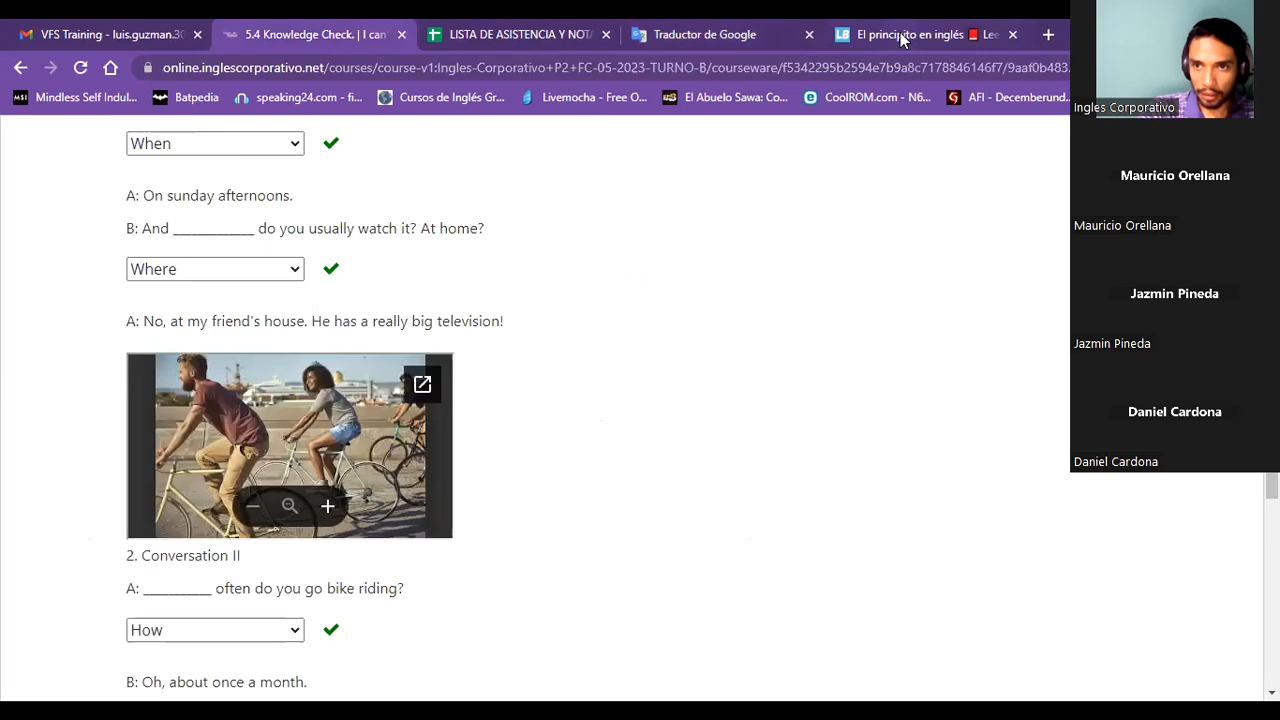 VFS Training - luis.guzman.30
5.4 Knowledge Check. | I can
LISTA DE ASISTENCIA Y NOTA
Traductor de Google
El principito en inglés 📕 Lee
online.inglescorporativo.net/courses/course-v1:Ingles-Corporativo+P2+FC-05-2023-TURNO-B/courseware/f5342295b2594e7b9a8c7178846146f7/9aaf0b483
Mindless Self Indul...
Batpedia
speaking24.com - fi...
Cursos de Inglés Gr...
Livemocha - Free O...
El Abuelo Sawa: Co...
CoolROM.com - N6...
AFI - Decemberund
When
A: On sunday afternoons.
B: And _____________ do you usually watch it? At home?
Where
A: No, at my friend's house. He has a really big television!
2. Conversation II
A: ___________ often do you go bike riding?
How
B: Oh, about once a month.
Ingles Corporativo
Mauricio Orellana
Mauricio Orellana
Jazmin Pineda
Jazmin Pineda
Daniel Cardona
Daniel Cardona